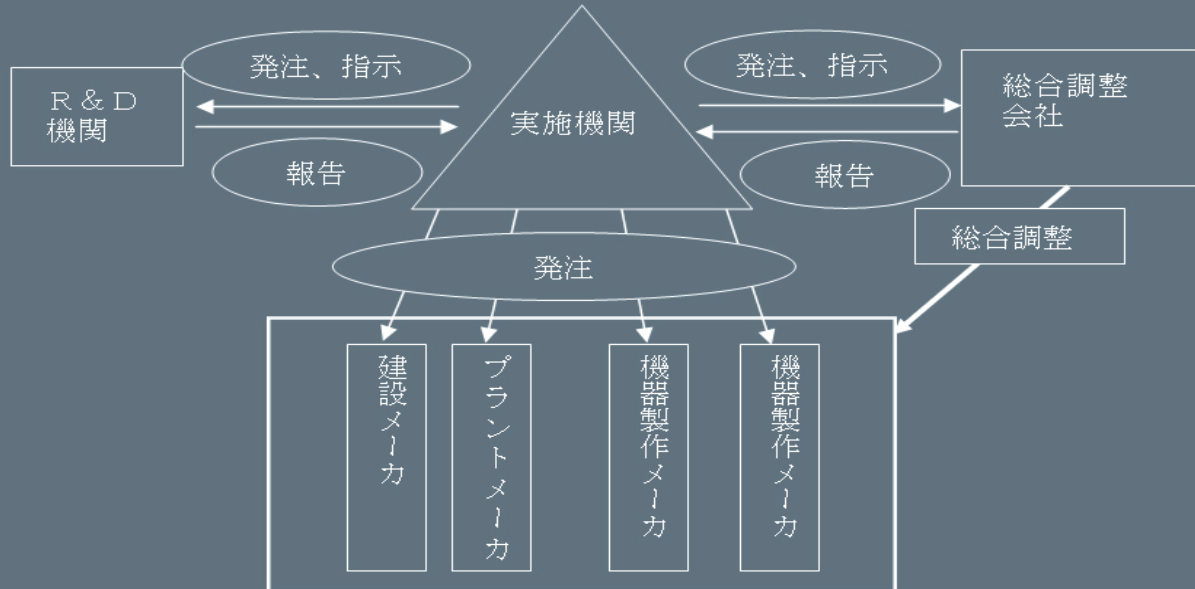 発注、指示
発注、指示
R&D
機関
実施機関
総合調整
会社
報告
報告
総合調整
発注
建設メーカ
プラントメーカ
機器製作メーカ
機器製作メーカ